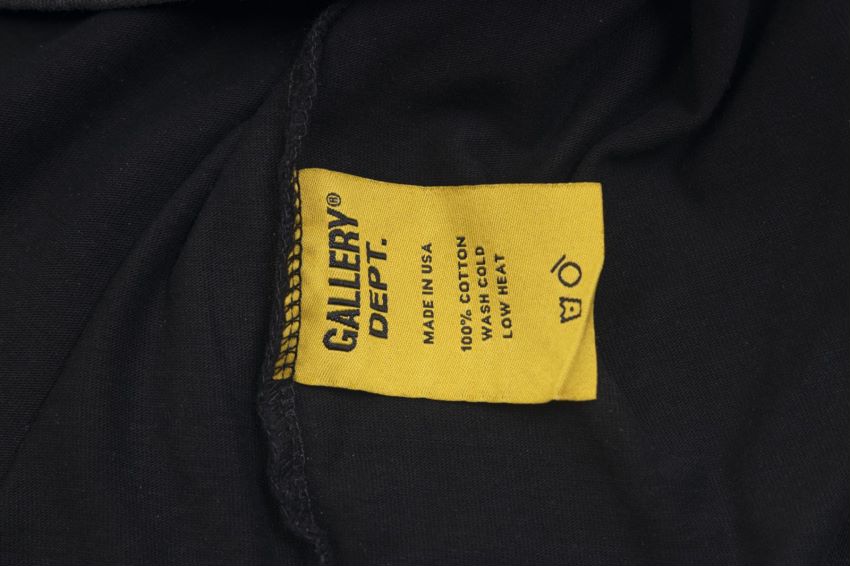 GALLERY®
DEPT.
MADE IN USA
100% COTTON
WASH COLD
LOW HEAT